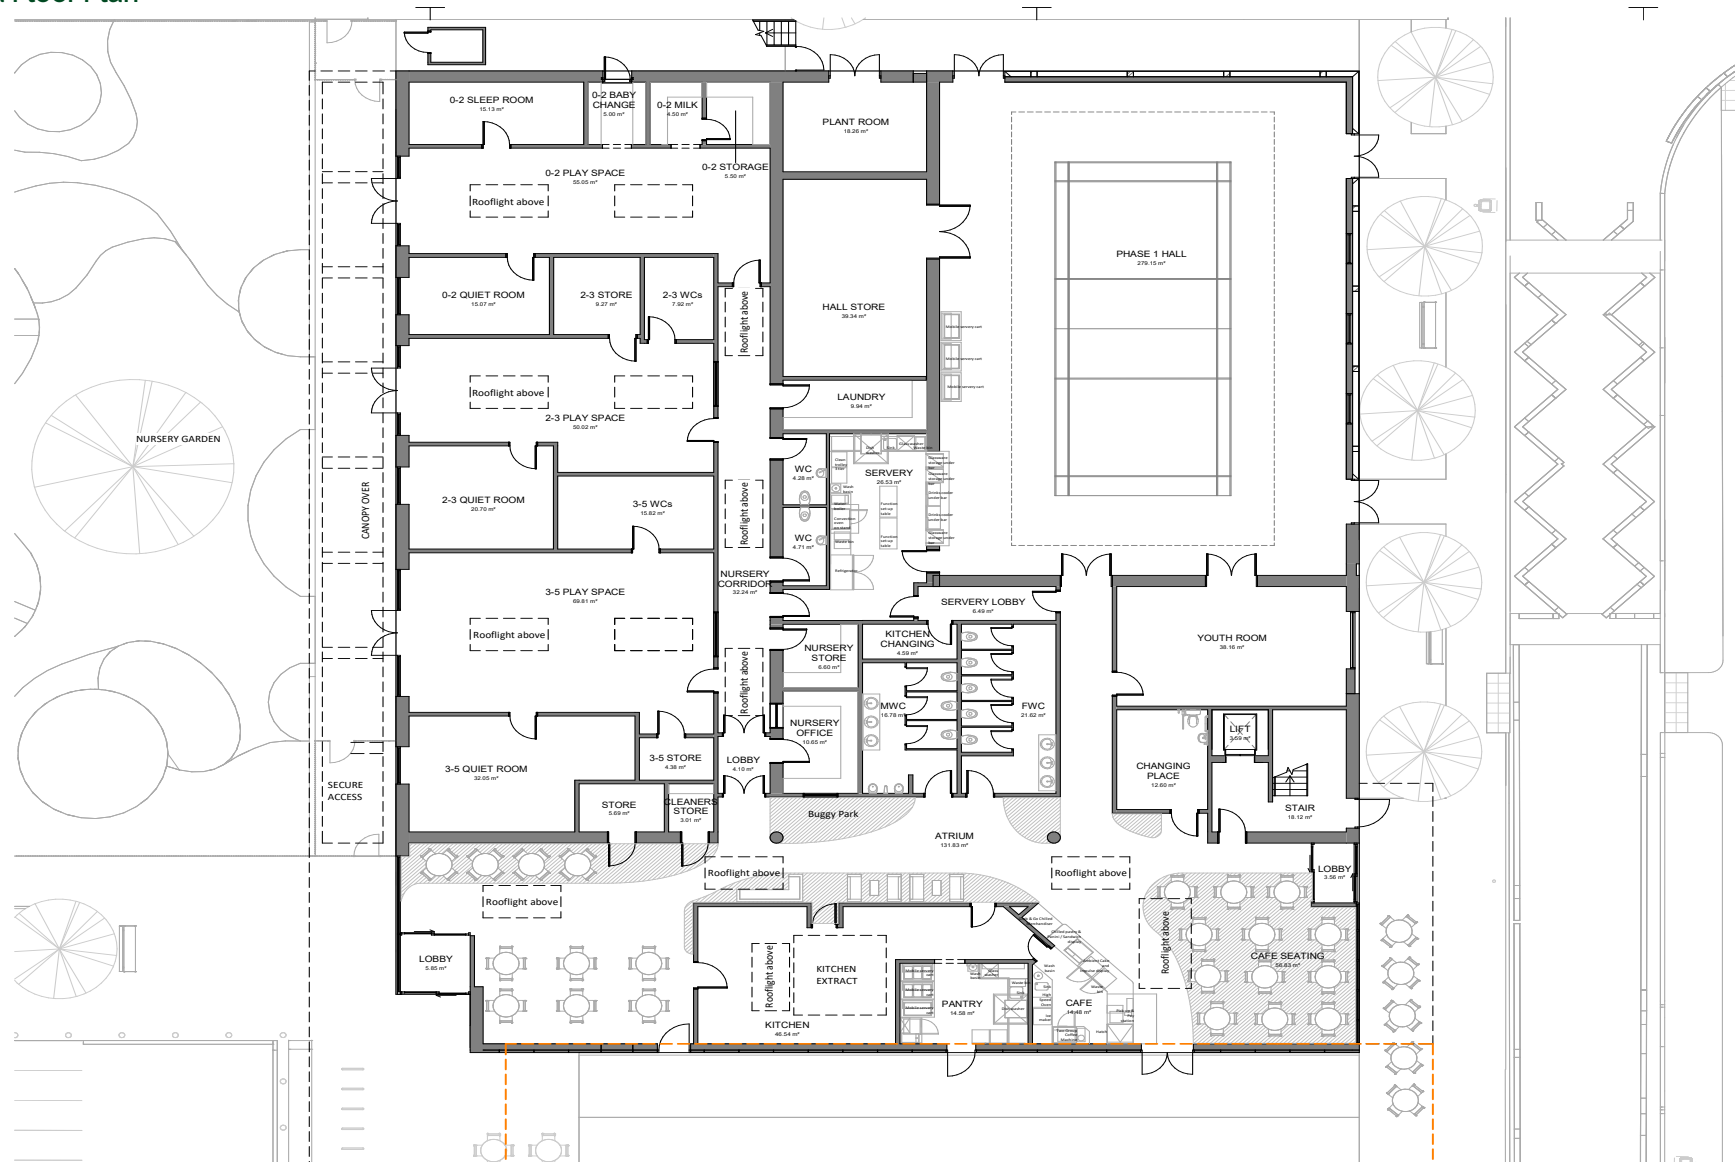 Floor Plan
0-2 SLEEP ROOM
15.13 m²
0-2 BABY
CHANGE
5.00 m²
0-2 MILK
4.50 m²
0-2 STORAGE
5.50 m²
PLANT ROOM
18.26 m²
0-2 PLAY SPACE
55.05 m²
Rooflight above
PHASE 1 HALL
279.15 m²
0-2 QUIET ROOM
15.07 m²
2-3 STORE
9.27 m²
2-3 WCs
7.92 m²
Rooflight above
HALL STORE
39.34 m²
Mobile servery cart
Mobile servery cart
Mobile servery cart
Rooflight above
2-3 PLAY SPACE
50.02 m²
LAUNDRY
9.94 m²
NURSERY GARDEN
CANOPY OVER
2-3 QUIET ROOM
20.70 m²
3-5 WCs
15.82 m²
Rooflight above
WC
4.28 m²
WC
4.71 m²
SERVERY
26.53 m²
NURSERY
CORRIDOR
32.24 m²
3-5 PLAY SPACE
69.81 m²
Rooflight above
SERVERY LOBBY
6.49 m²
KITCHEN
CHANGING
4.59 m²
NURSERY
STORE
6.60 m²
YOUTH ROOM
38.16 m²
Rooflight above
MWC
16.78 m²
FWC
21.62 m²
NURSERY
OFFICE
10.65 m²
LIFT
3-5 QUIET ROOM
32.05 m²
3-5 STORE
4.38 m²
LOBBY
4.10 m²
CHANGING
PLACE
12.60 m²
SECURE
ACCESS
STORE
5.69 m²
CLEANERS
STORE
3.01 m²
Buggy Park
STAIR
18.12 m²
ATRIUM
131.83 m²
Rooflight above
Rooflight above
Rooflight above
LOBBY
3.56 m²
LOBBY
5.85 m²
Rooflight above
KITCHEN
EXTRACT
KITCHEN
46.54 m²
PANTRY
14.58 m²
CAFE
Rooflight above
CAFE SEATING